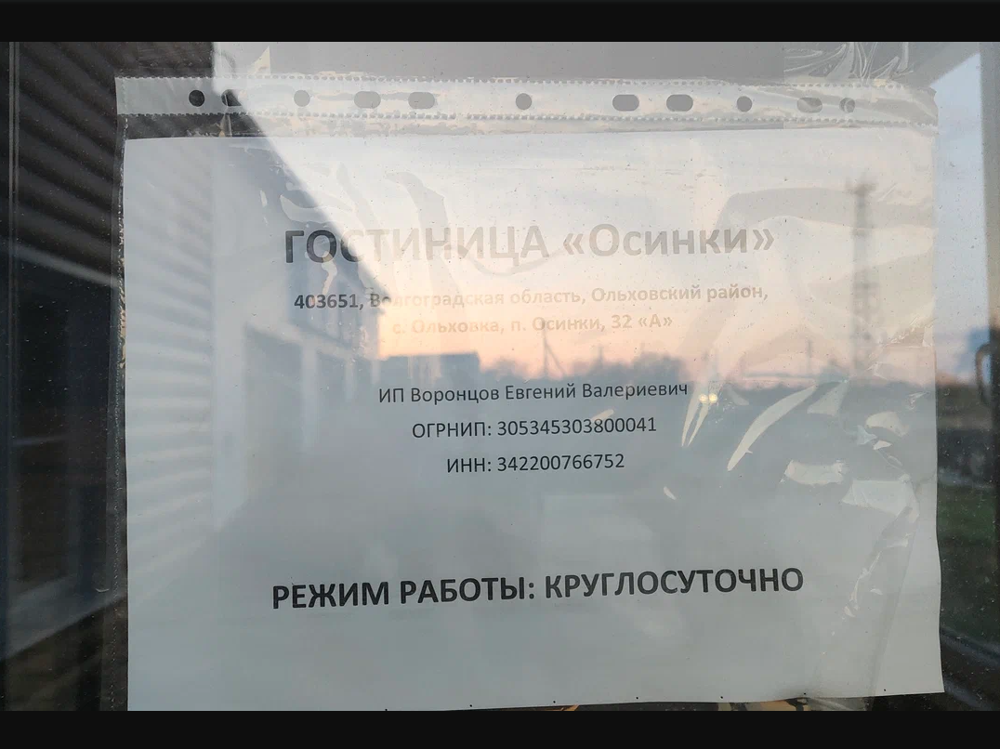 ГОСТИНИЦА «Осинки»
403651, Волгоградская область, Ольховский район,
с. Ольховка, п. Осинки, 32 «А»
ИП Воронцов Евгений Валериевич
ОГРНИП: 305345303800041
ИНН: 342200766752
РЕЖИМ РАБОТЫ: КРУГЛОСУТОЧНО